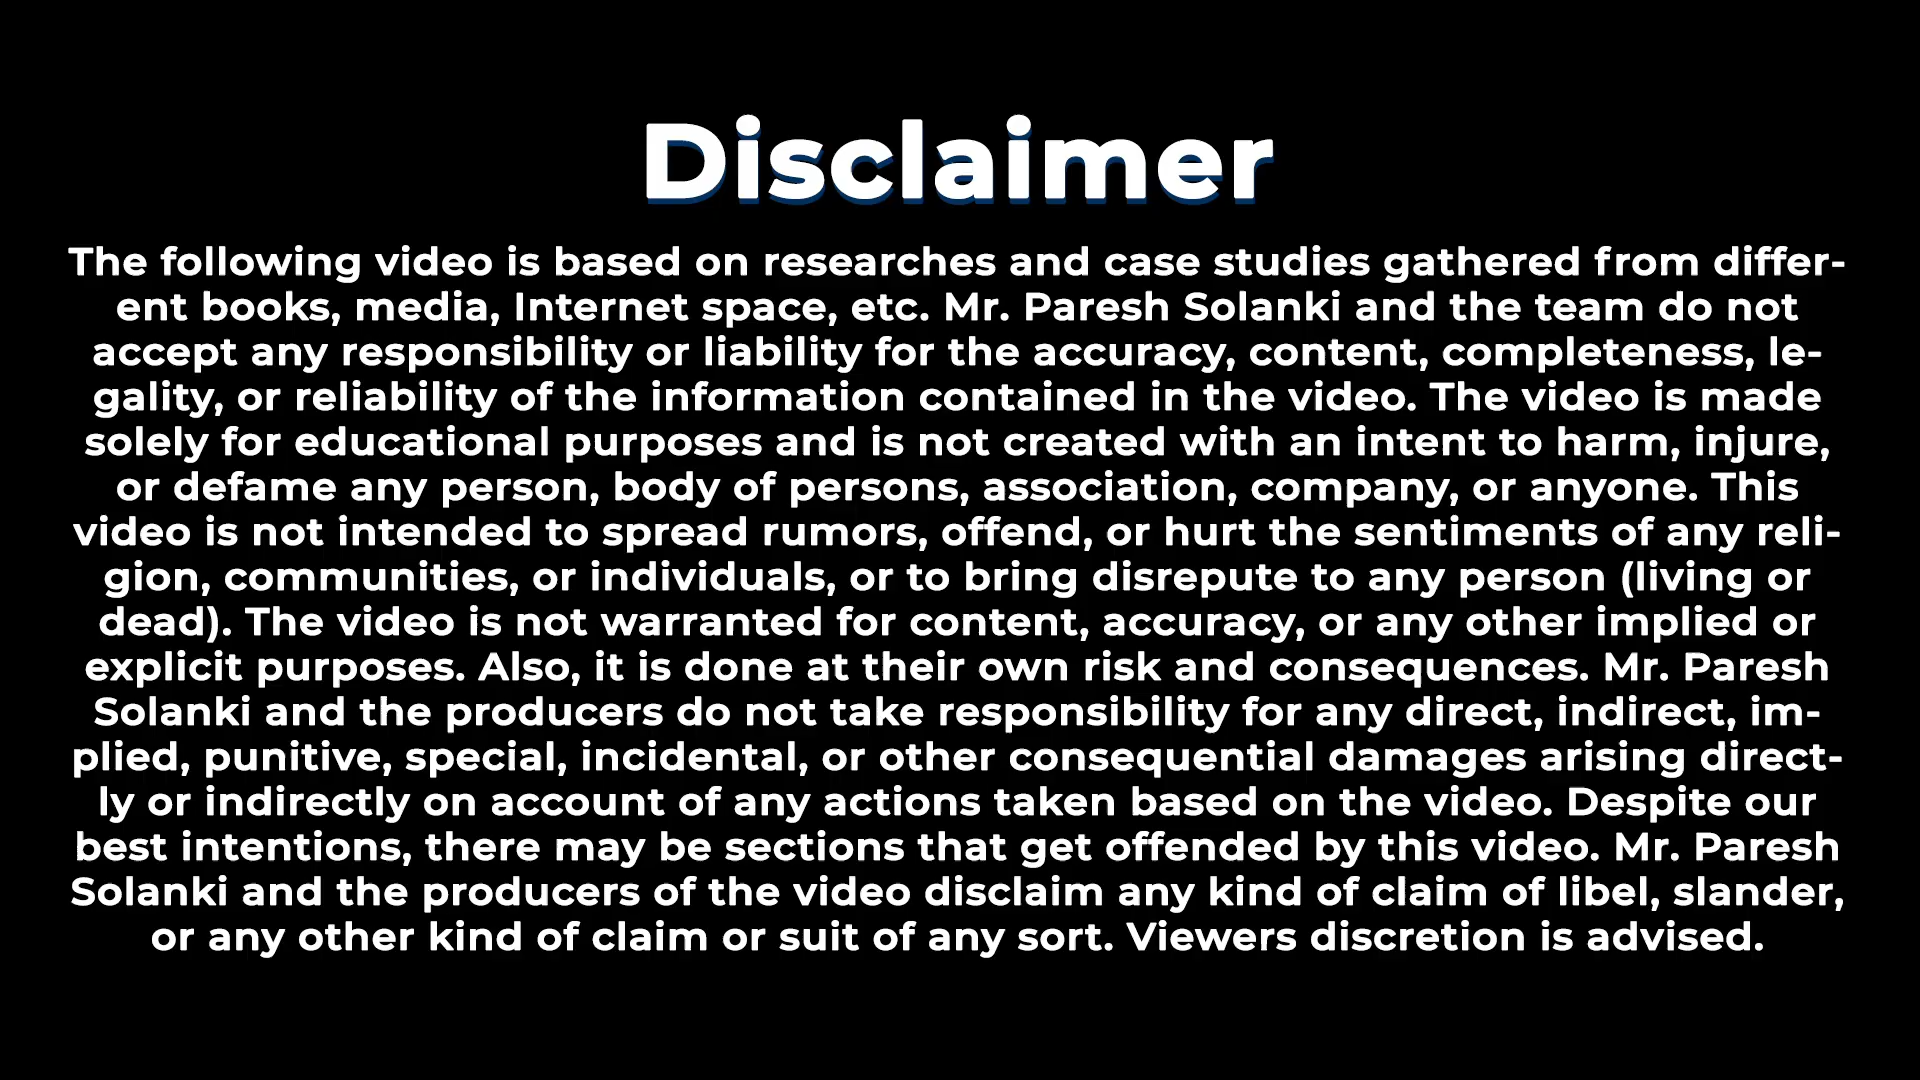 Disclaimer
The following video is based on researches and case studies gathered from differ-
ent books, media, Internet space, etc. Mr. Paresh Solanki and the team do not
accept any responsibility or liability for the accuracy, content, completeness, le-
gality, or reliability of the information contained in the video. The video is made
solely for educational purposes and is not created with an intent to harm, injure,
or defame any person, body of persons, association, company, or anyone. This
video is not intended to spread rumors, offend, or hurt the sentiments of any reli-
gion, communities, or individuals, or to bring disrepute to any person (living or
dead). The video is not warranted for content, accuracy, or any other implied or
explicit purposes. Also, it is done at their own risk and consequences. Mr. Paresh
Solanki and the producers do not take responsibility for any direct, indirect, im-
plied, punitive, special, incidental, or other consequential damages arising direct-
ly or indirectly on account of any actions taken based on the video. Despite our
best intentions, there may be sections that get offended by this video. Mr. Paresh
Solanki and the producers of the video disclaim any kind of claim of libel, slander,
or any other kind of claim or suit of any sort. Viewers discretion is advised.